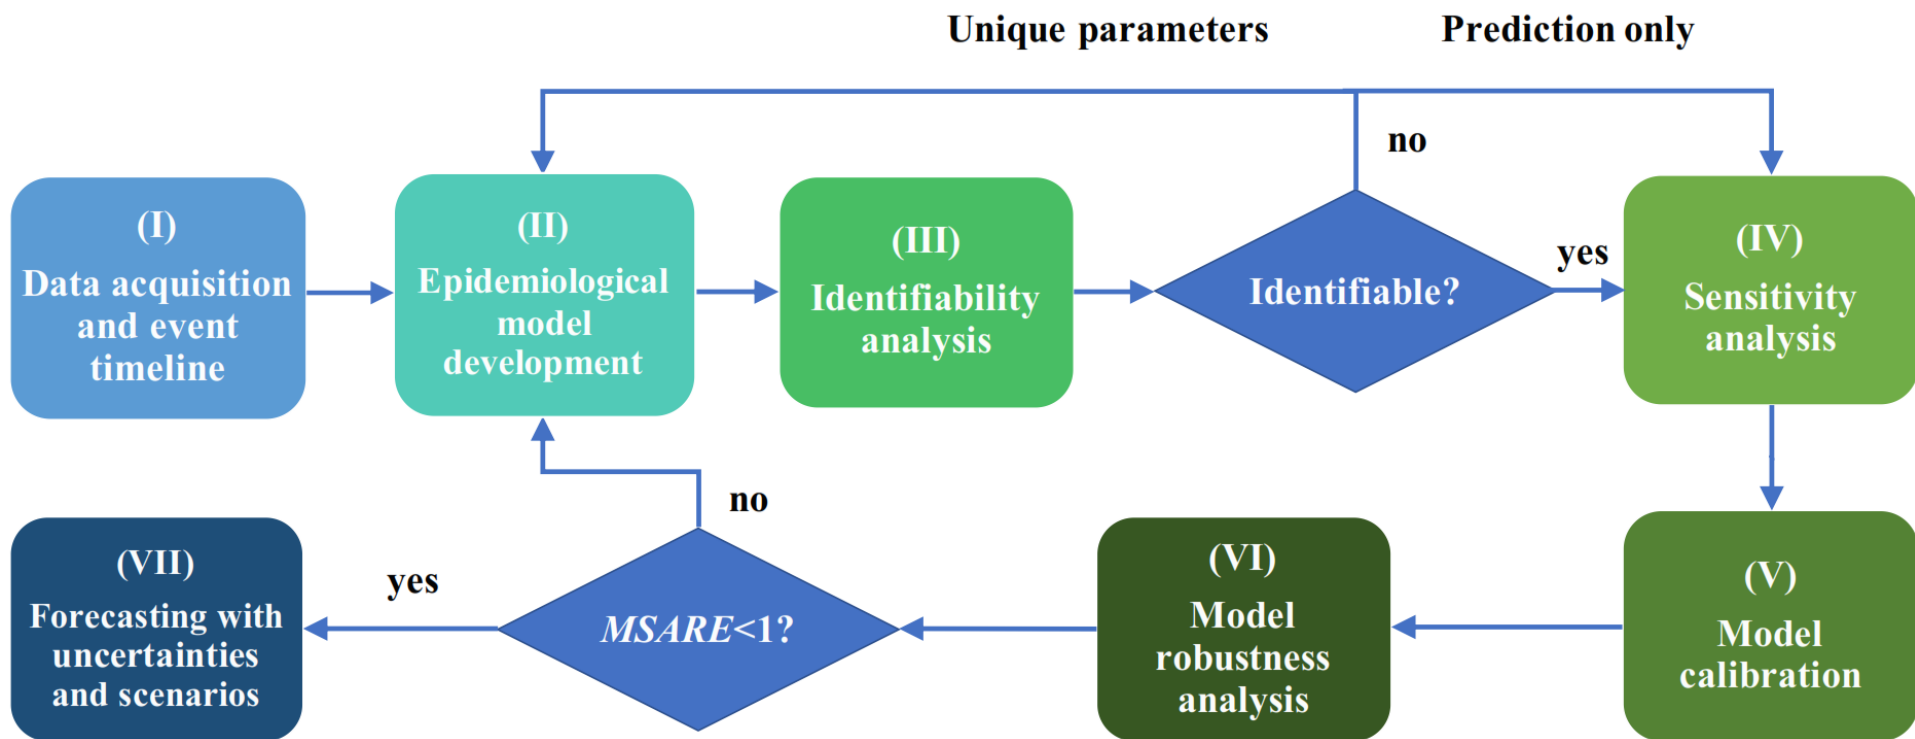 Unique parameters
Prediction only
no
(I)
Data acquisition
and event
timeline
(II)
Epidemiological
model
development
(III)
Identifiability
analysis
Identifiable?
yes
(IV)
Sensitivity
analysis
(VII)
Forecasting with
uncertainties
and scenarios
yes
no
MSARE<1?
(VI)
Model
robustness
analysis
(V)
Model
calibration